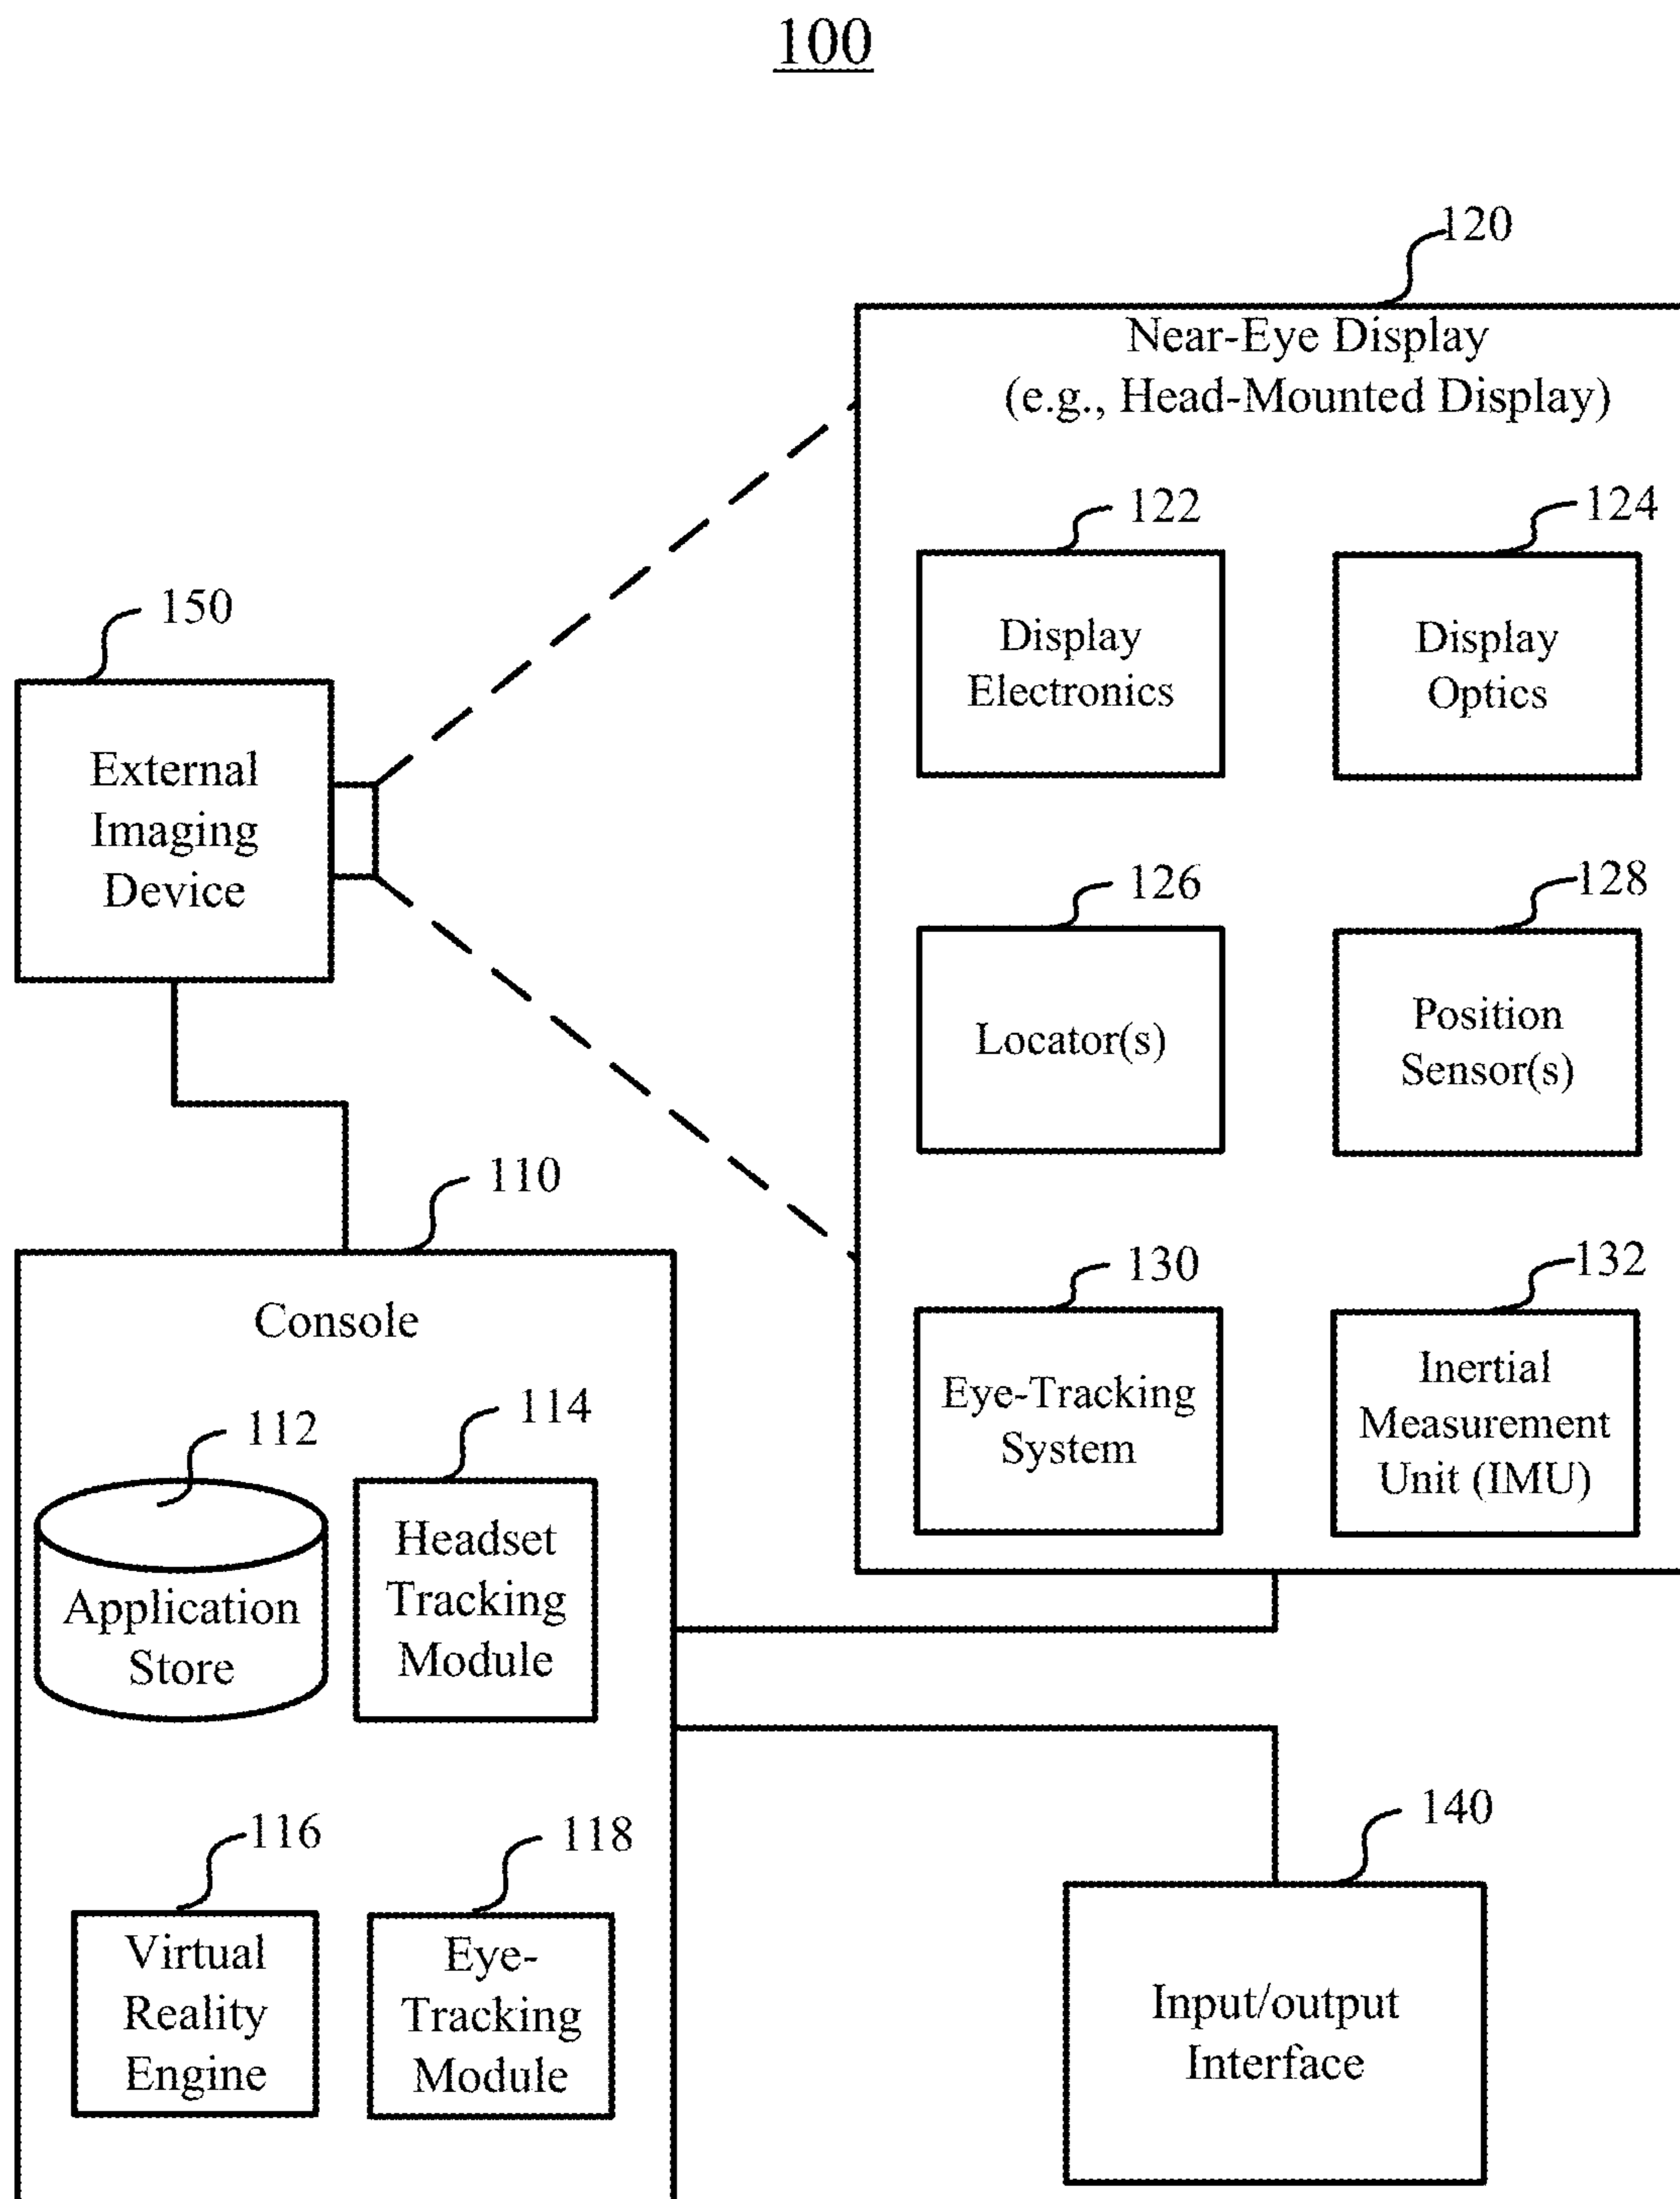 100
120
Near-Eye Display
(e.g., Head-Mounted Display)
122
Display
Electronics
124
Display
Optics
150
External
Imaging
Device
126
Locator(s)
128
Position
Sensor(s)
130
Eye-Tracking
System
132
Inertial
Measurement
Unit (IMU)
110
Console
112
Application
Store
114
Headset
Tracking
Module
116
Virtual
Reality
Engine
118
Eye-
Tracking
Module
140
Input/output
Interface